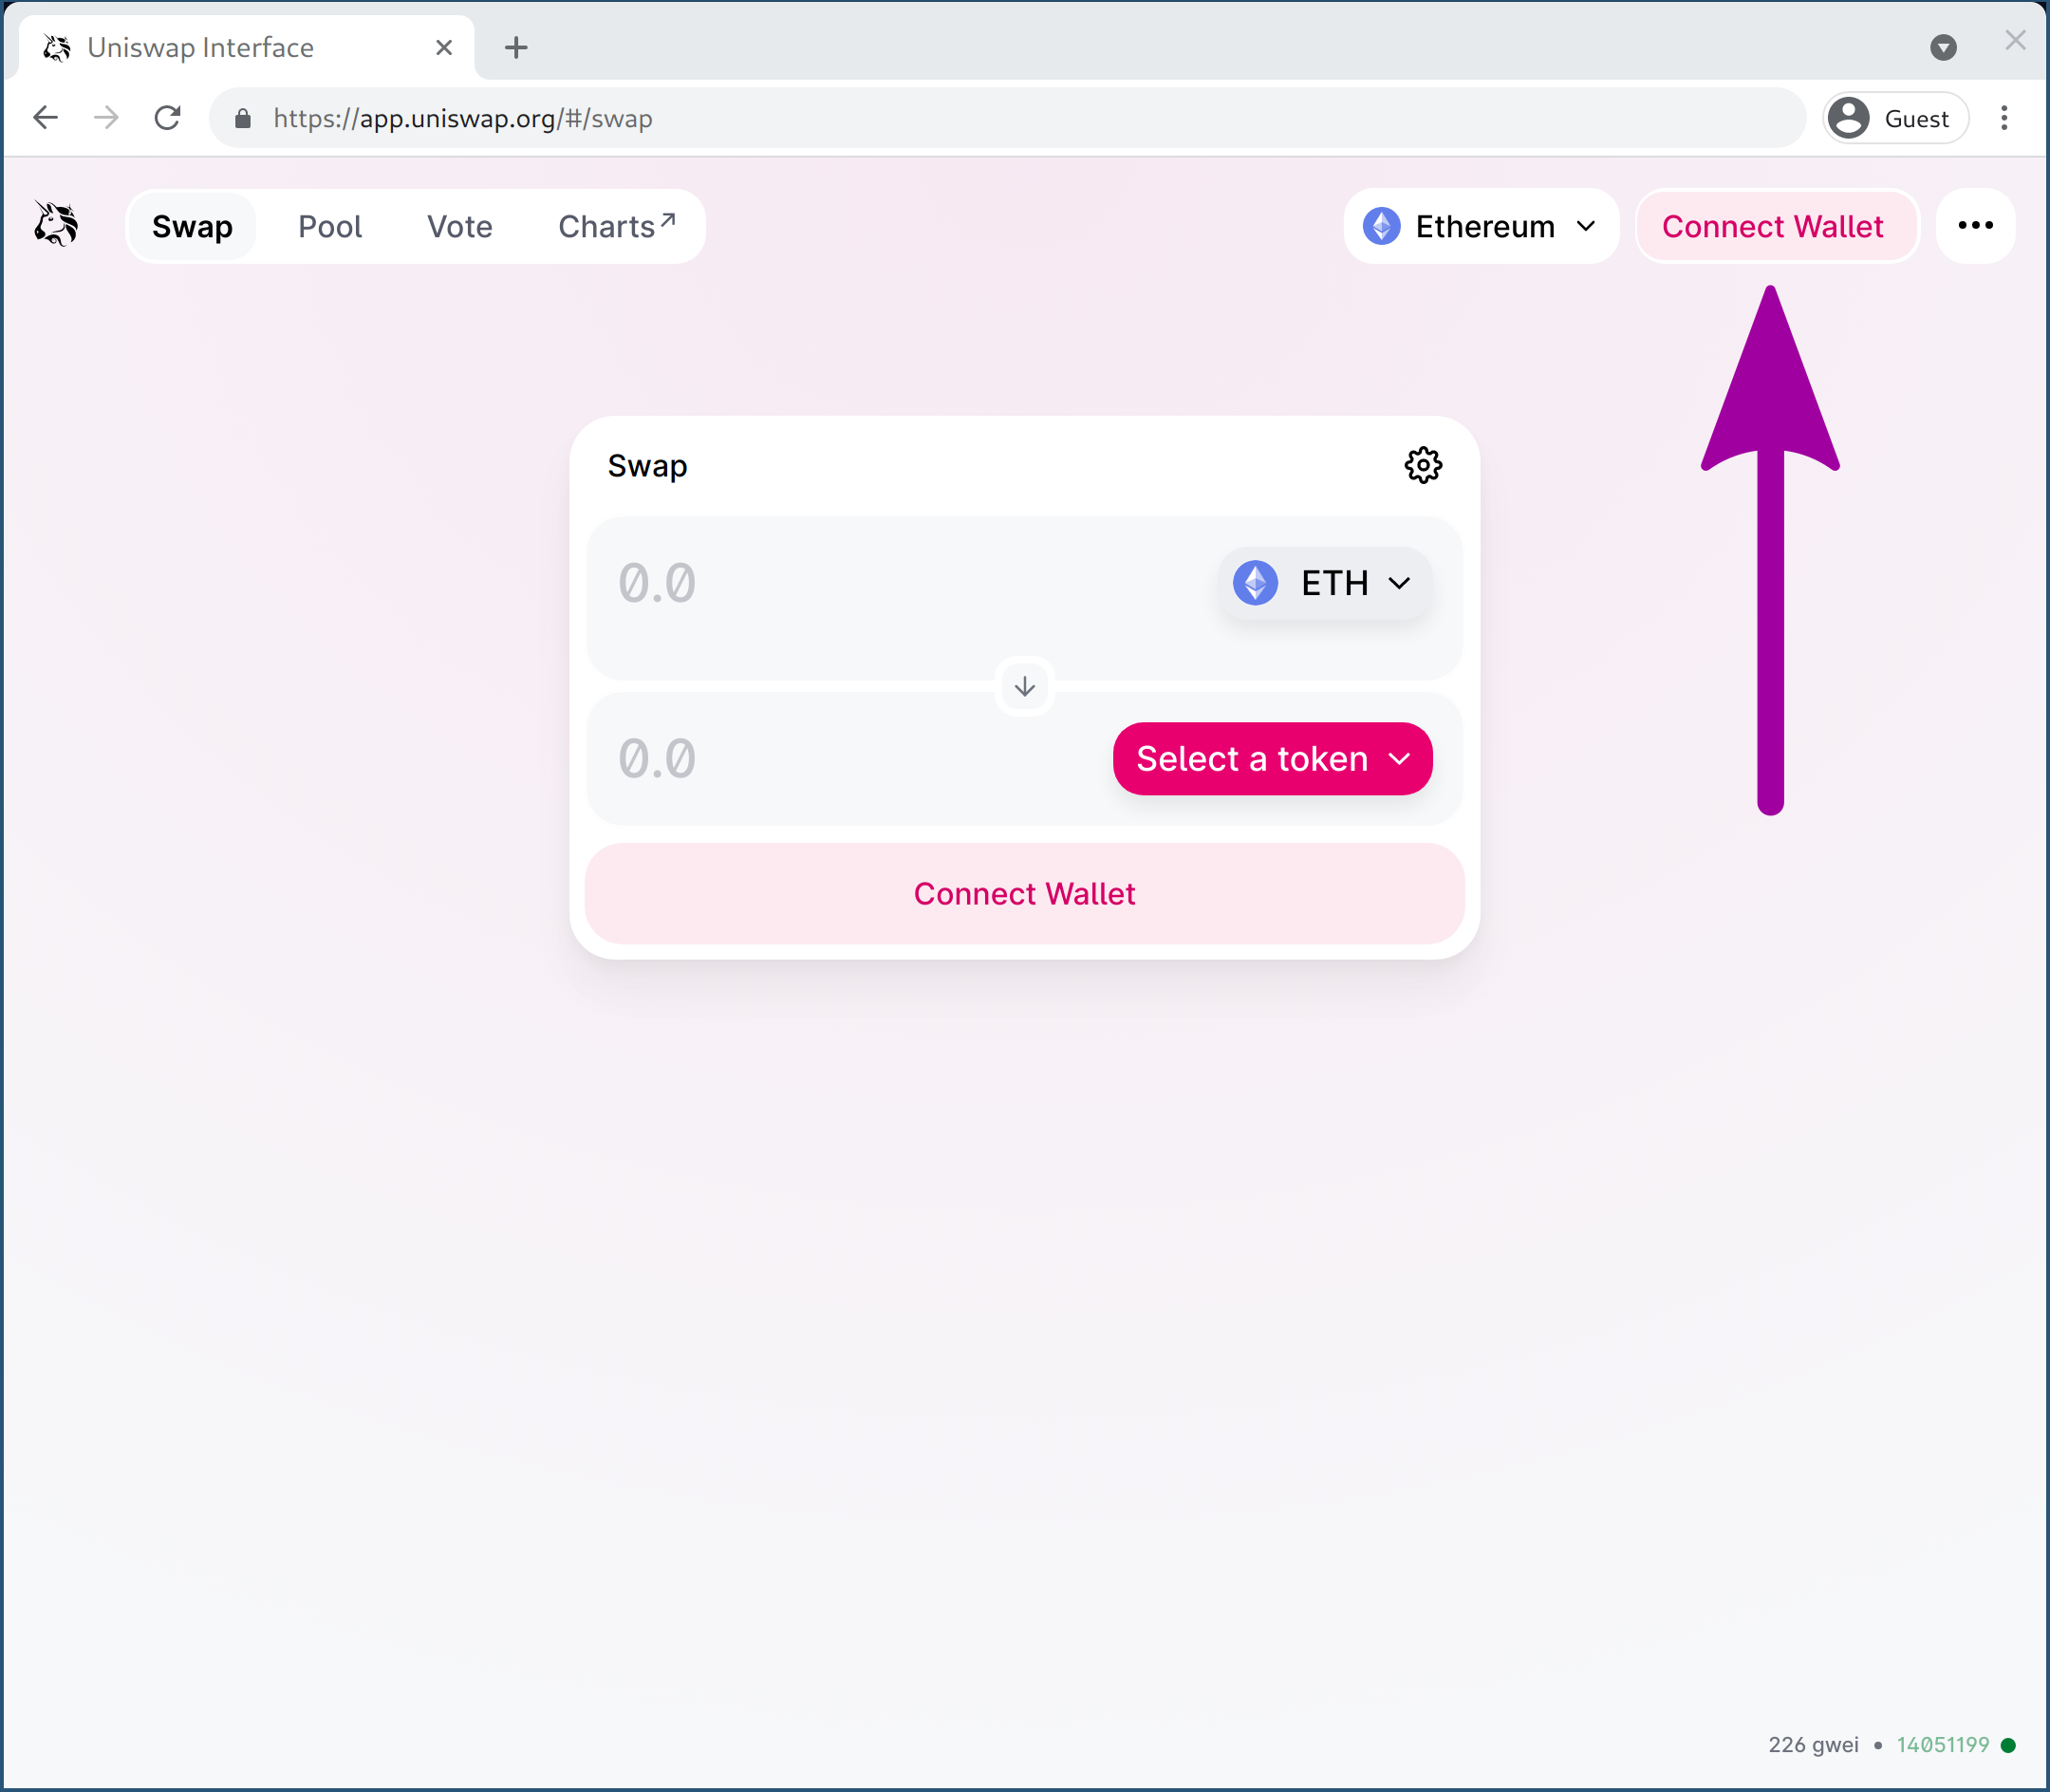 Uniswap Interface
https://app.uniswap.org/#/swap
Guest
Swap Pool Vote Charts↗ Ethereum Connect Wallet
Swap
0.0 ETH
0.0 Select a token
Connect Wallet
226 gwei • 14051199